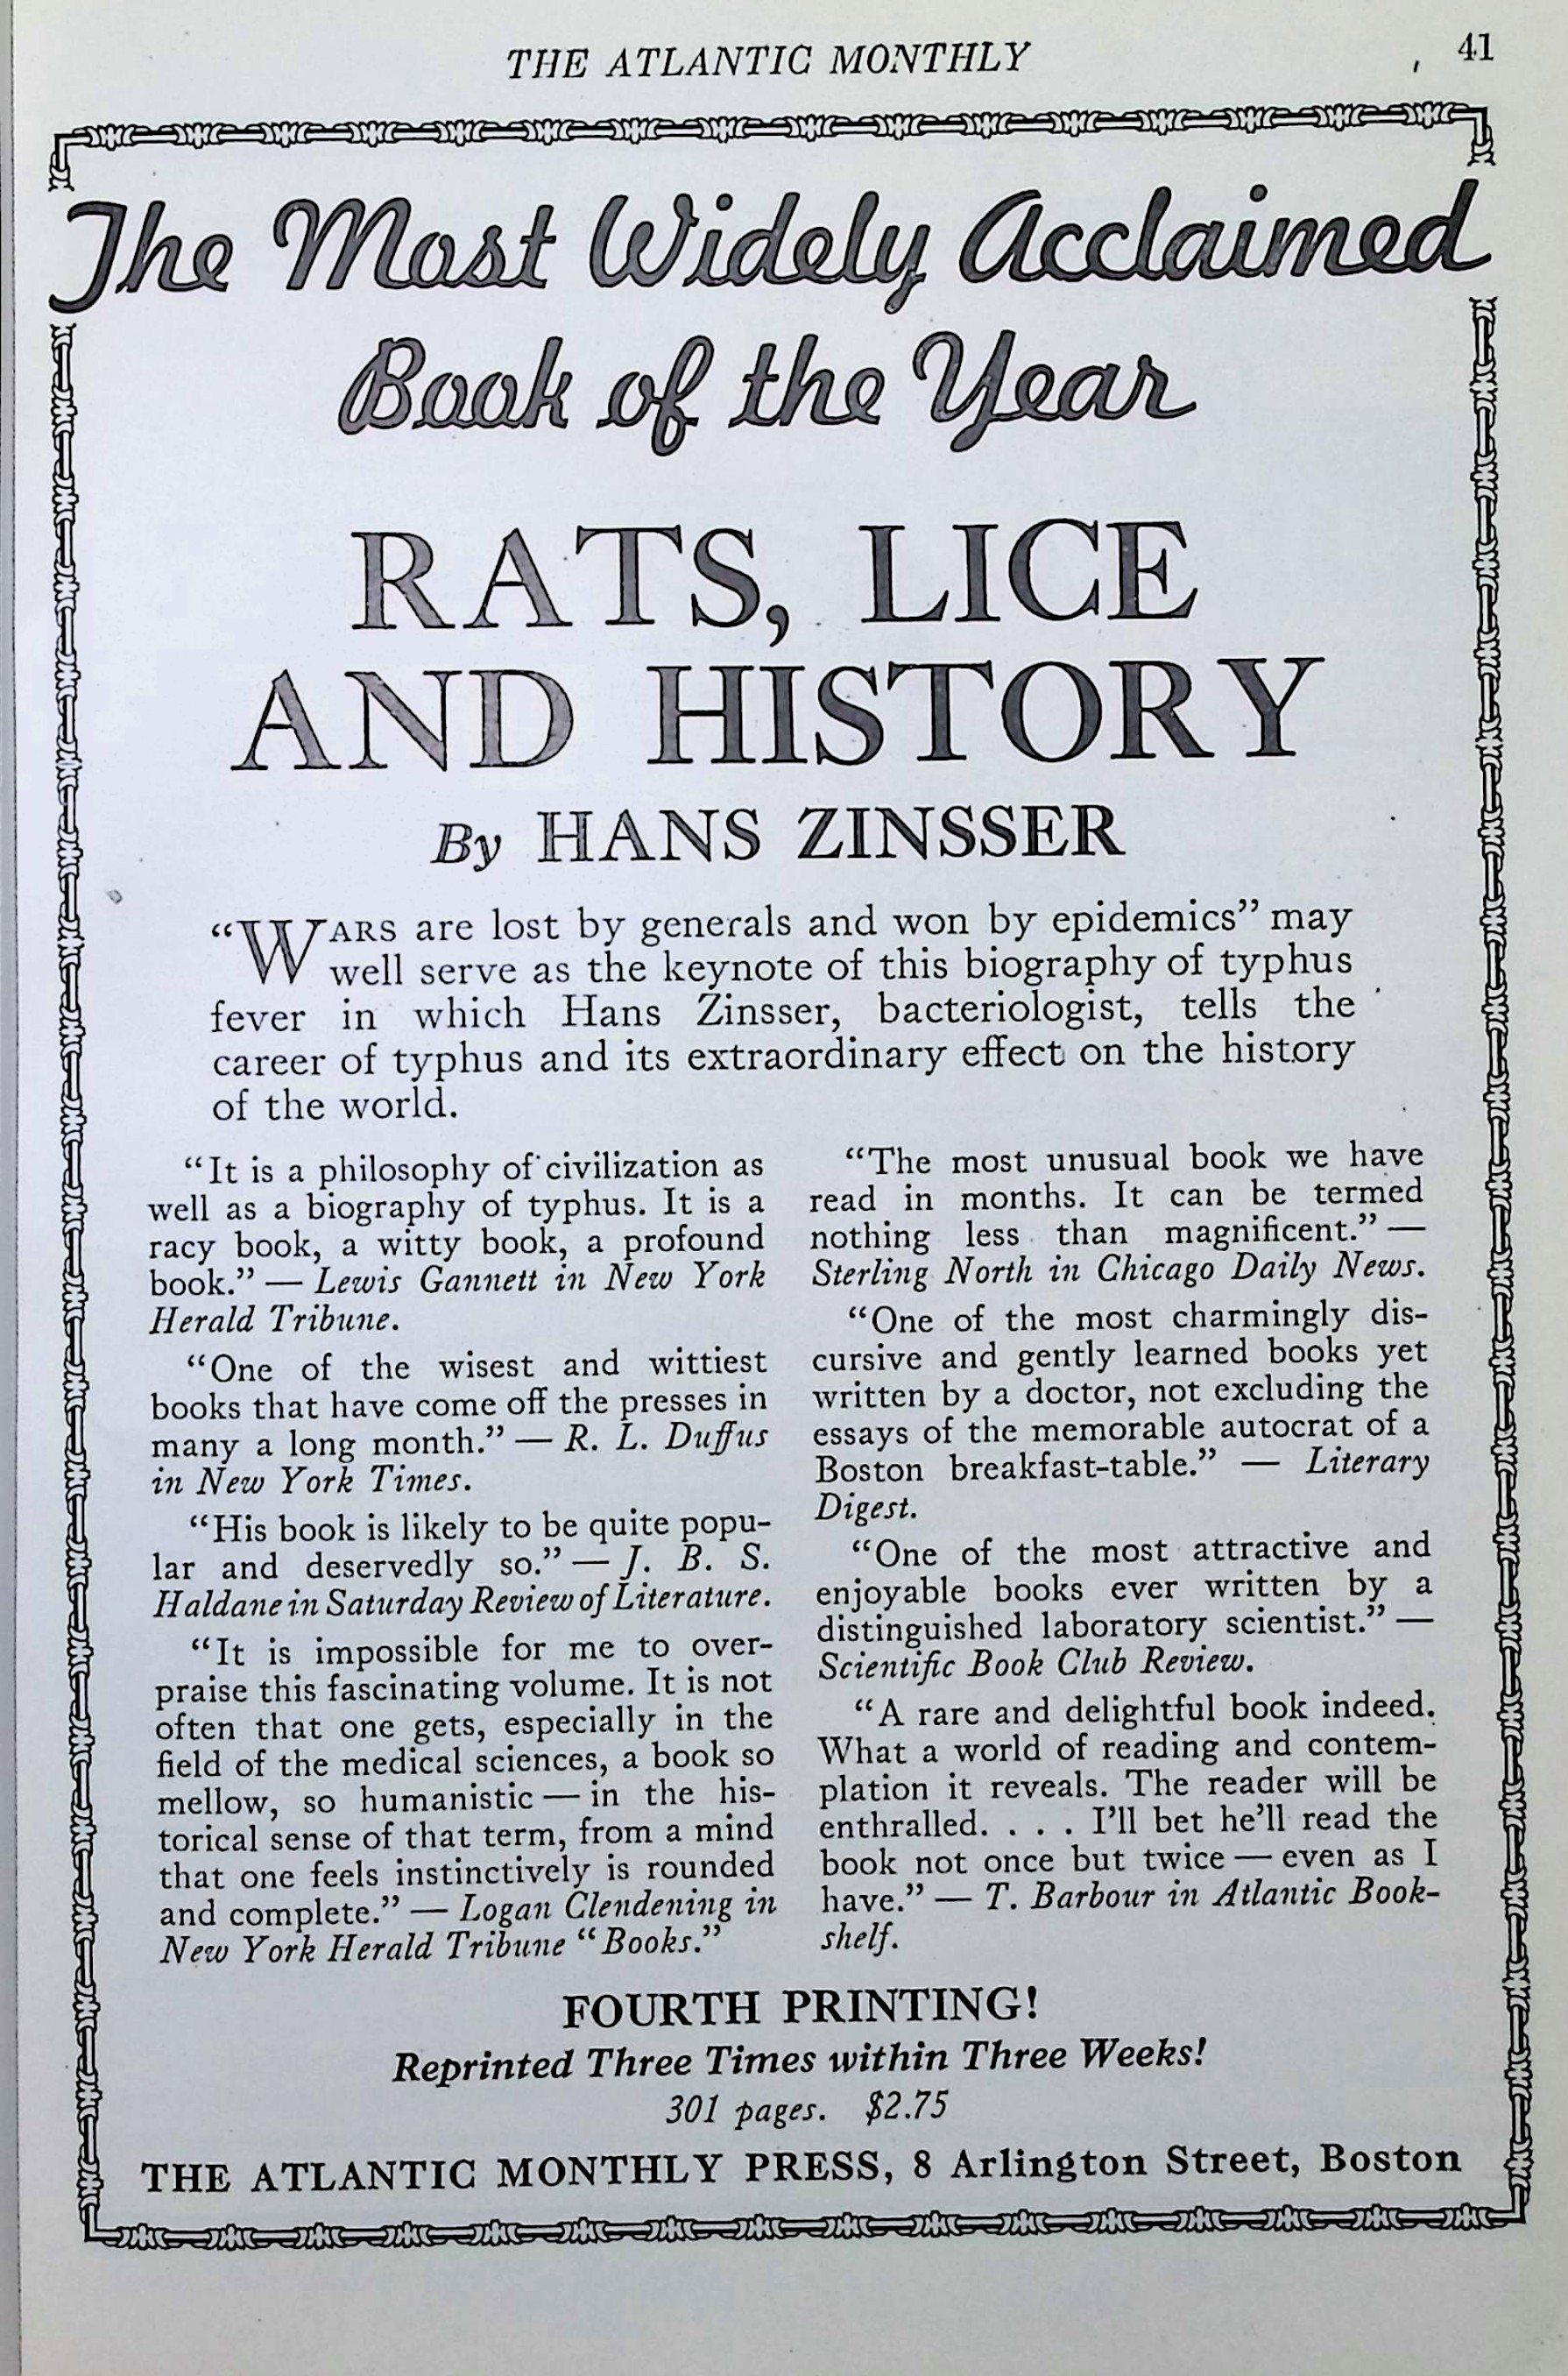 THE ATLANTIC MONTHLY 41
The Most Widely Acclaimed
Book of the Year
RATS, LICE
AND HISTORY
By HANS ZINSSER
“WARS are lost by generals and won by epidemics” may
well serve as the keynote of this biography of typhus
fever in which Hans Zinsser, bacteriologist, tells the
career of typhus and its extraordinary effect on the history
of the world.
“It is a philosophy of civilization as
well as a biography of typhus. It is a
racy book, a witty book, a profound
book.” — Lewis Gannett in New York
Herald Tribune.
“One of the wisest and wittiest
books that have come off the presses in
many a long month.” — R. L. Duffus
in New York Times.
“His book is likely to be quite popu-
lar and deservedly so.” — J. B. S.
Haldane in Saturday Review of Literature.
“It is impossible for me to over-
praise this fascinating volume. It is not
often that one gets, especially in the
field of the medical sciences, a book so
mellow, so humanistic — in the his-
torical sense of that term, from a mind
that one feels instinctively is rounded
and complete.” — Logan Clendening in
New York Herald Tribune “Books.”
“The most unusual book we have
read in months. It can be termed
nothing less than magnificent.” —
Sterling North in Chicago Daily News.
“One of the most charmingly dis-
cursive and gently learned books yet
written by a doctor, not excluding the
essays of the memorable autocrat of a
Boston breakfast-table.” — Literary
Digest.
“One of the most attractive and
enjoyable books ever written by a
distinguished laboratory scientist.” —
Scientific Book Club Review.
“A rare and delightful book indeed.
What a world of reading and contem-
plation it reveals. The reader will be
enthralled. . . . I’ll bet he’ll read the
book not once but twice — even as I
have.” — T. Barbour in Atlantic Book-
shelf.
FOURTH PRINTING!
Reprinted Three Times within Three Weeks!
301 pages. $2.75
THE ATLANTIC MONTHLY PRESS, 8 Arlington Street, Boston